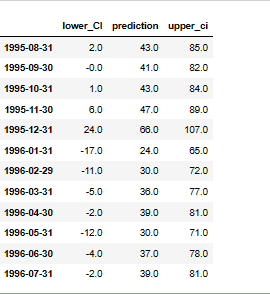 lower_CI prediction upper_ci
1995-08-31 2.0 43.0 85.0
1995-09-30 -0.0 41.0 82.0
1995-10-31 1.0 43.0 84.0
1995-11-30 6.0 47.0 89.0
1995-12-31 24.0 66.0 107.0
1996-01-31 -17.0 24.0 65.0
1996-02-29 -11.0 30.0 72.0
1996-03-31 -5.0 36.0 77.0
1996-04-30 -2.0 39.0 81.0
1996-05-31 -12.0 30.0 71.0
1996-06-30 -4.0 37.0 78.0
1996-07-31 -2.0 39.0 81.0